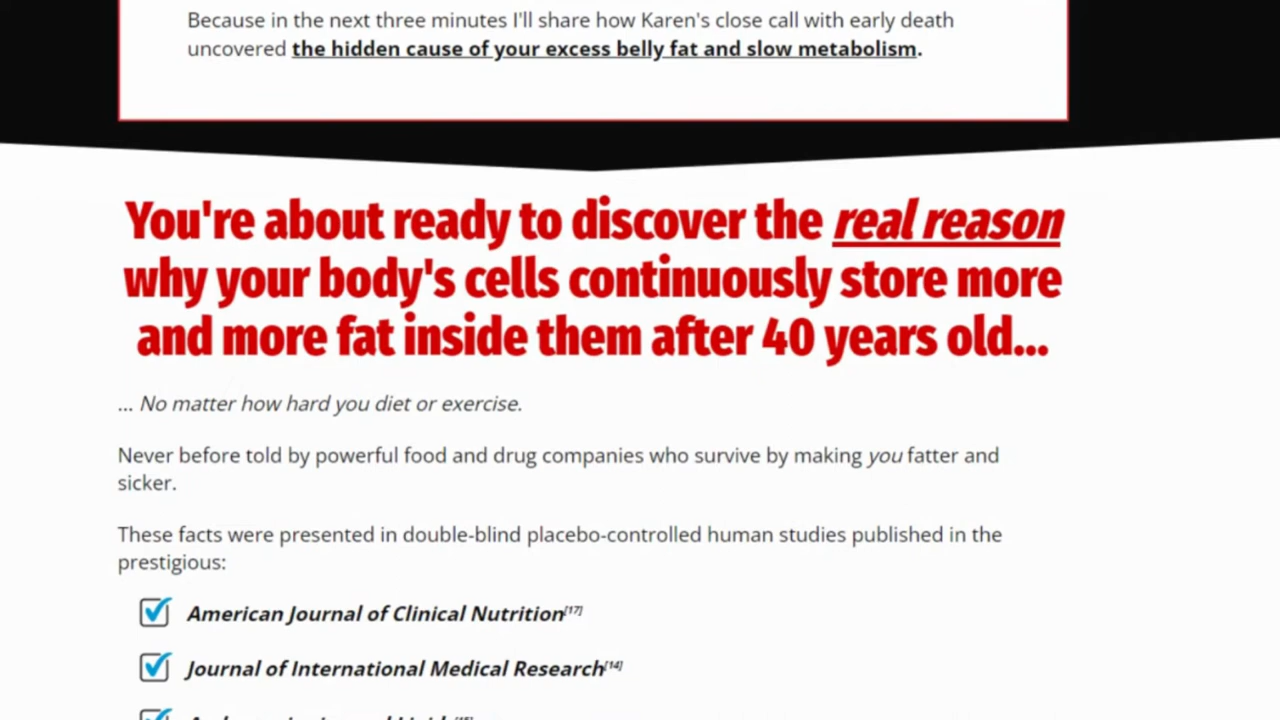 Because in the next three minutes I'll share how Karen's close call with early death
uncovered the hidden cause of your excess belly fat and slow metabolism.
You're about ready to discover the real reason
why your body's cells continuously store more
and more fat inside them after 40 years old...
... No matter how hard you diet or exercise.
Never before told by powerful food and drug companies who survive by making you fatter and
sicker.
These facts were presented in double-blind placebo-controlled human studies published in the
prestigious:
American Journal of Clinical Nutrition[17]
Journal of International Medical Research[14]